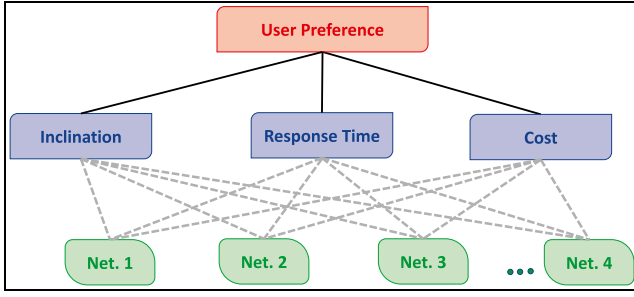 User Preference
Inclination
Response Time
Cost
Net. 1
Net. 2
Net. 3
...
Net. 4